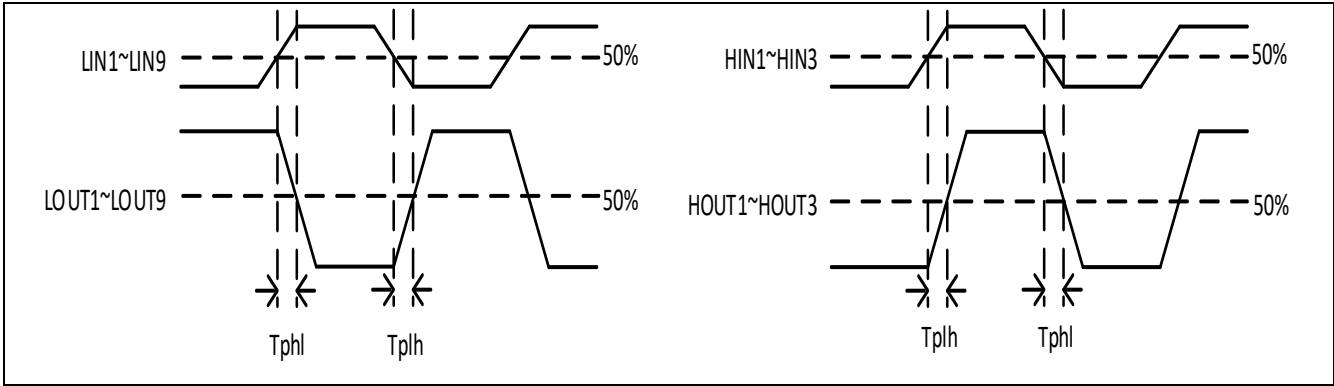 LIN1~LIN9
50%
LOUT1~LOUT9
50%
Tphl
Tplh
HIN1~HIN3
50%
HOUT1~HOUT3
50%
Tplh
Tphl